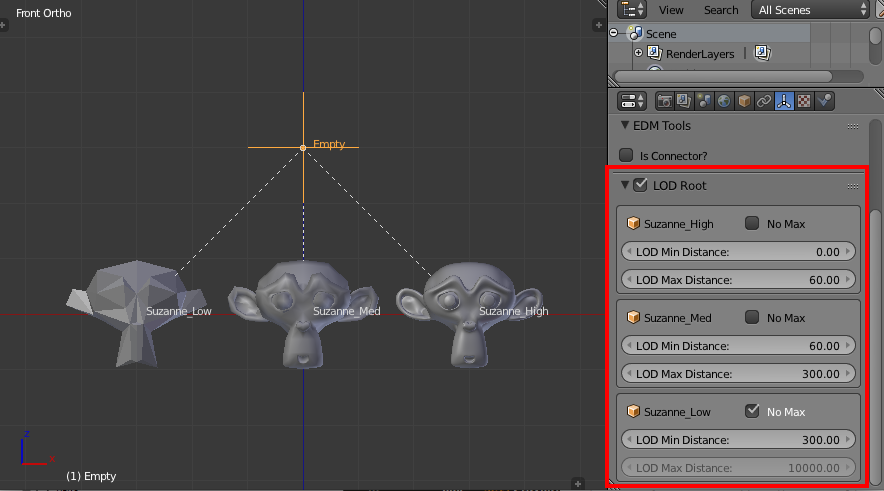 Front Ortho
View Search All Scenes
Scene
RenderLayers |
EDM Tools
Is Connector?
LOD Root
Suzanne_High No Max
LOD Min Distance: 0.00
LOD Max Distance: 60.00
Suzanne_Med No Max
LOD Min Distance: 60.00
LOD Max Distance: 300.00
Suzanne_Low No Max
LOD Min Distance: 300.00
LOD Max Distance: 10000.00
Empty
Suzanne_Low Suzanne_Med Suzanne_High
Z
X
(1) Empty